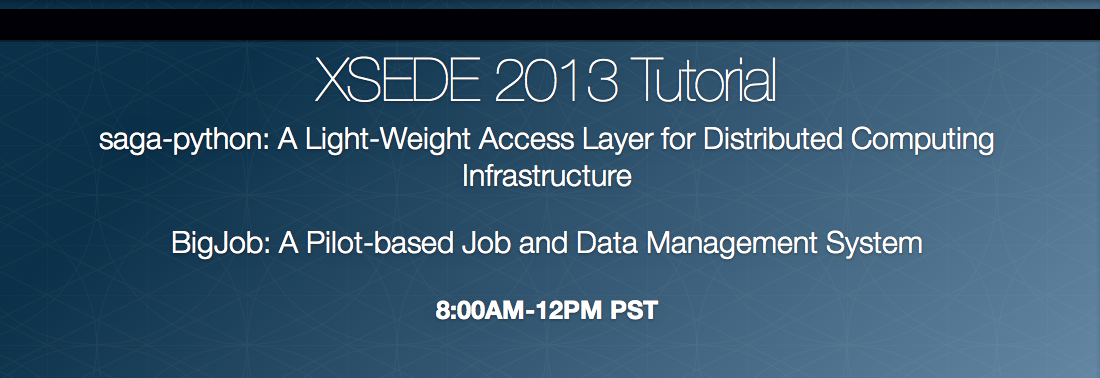 XSEDE 2013 Tutorial
saga-python: A Light-Weight Access Layer for Distributed Computing
Infrastructure
BigJob: A Pilot-based Job and Data Management System
8:00AM-12PM PST